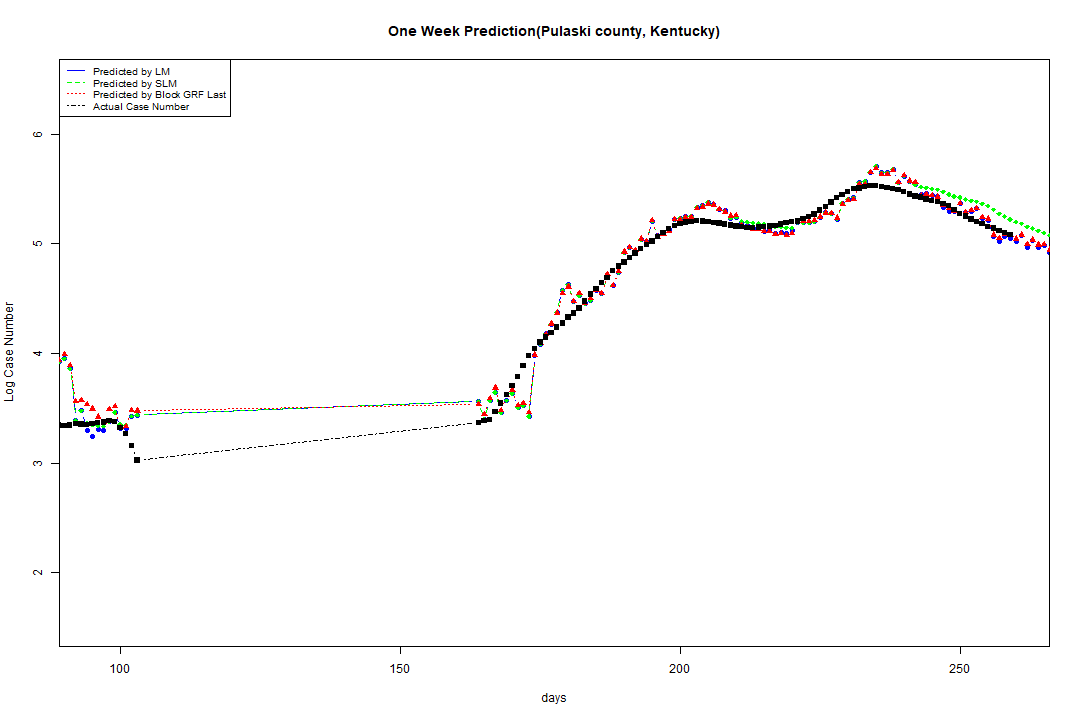 One Week Prediction(Pulaski county, Kentucky)
Predicted by LM
Predicted by SLM
Predicted by Block GRF Last
Actual Case Number
6
5
4
3
2
Log Case Number
100 150 200 250
days